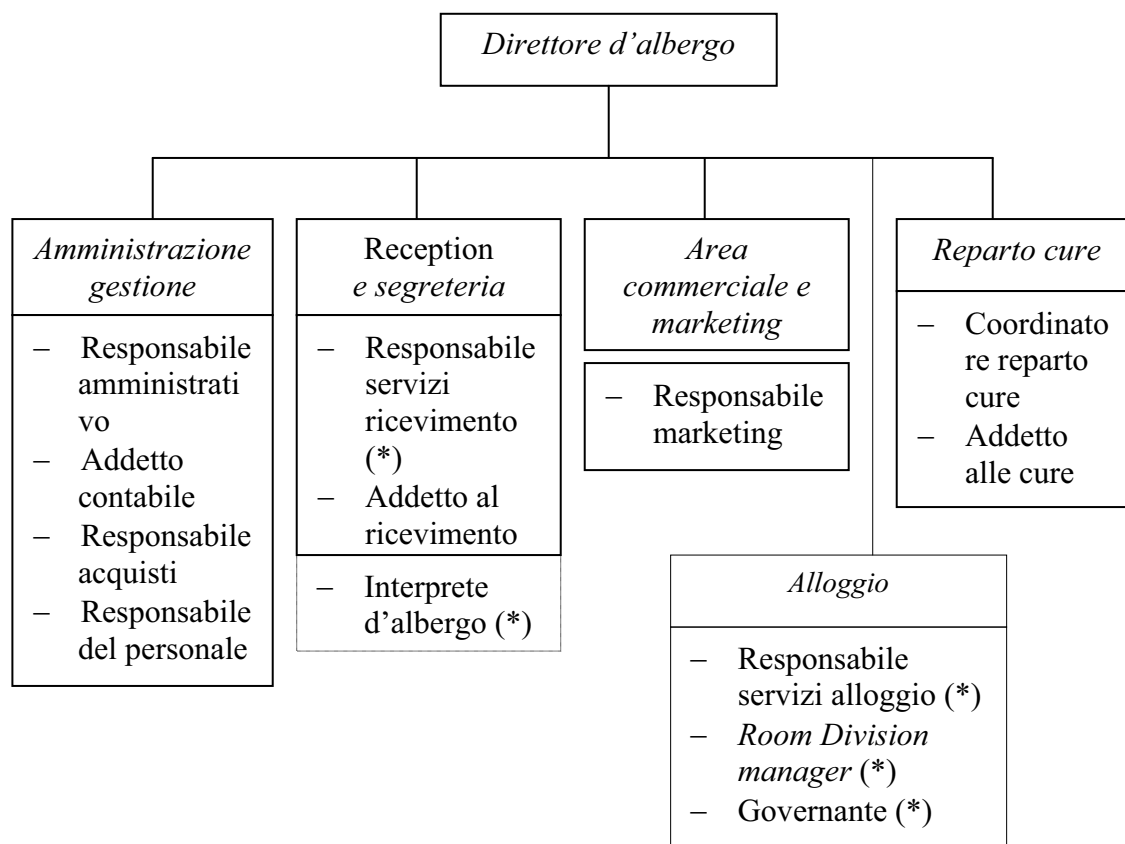 Direttore d’albergo
Amministrazione
gestione
– Responsabile
amministrati
vo
– Addetto
contabile
– Responsabile
acquisti
– Responsabile
del personale
Reception
e segreteria
– Responsabile
servizi
ricevimento
(*)
– Addetto al
ricevimento
– Interprete
d’albergo (*)
Area
commerciale e
marketing
– Responsabile
marketing
Reparto cure
– Coordinato
re reparto
cure
– Addetto
alle cure
Alloggio
– Responsabile
servizi alloggio (*)
– Room Division
manager (*)
– Governante (*)